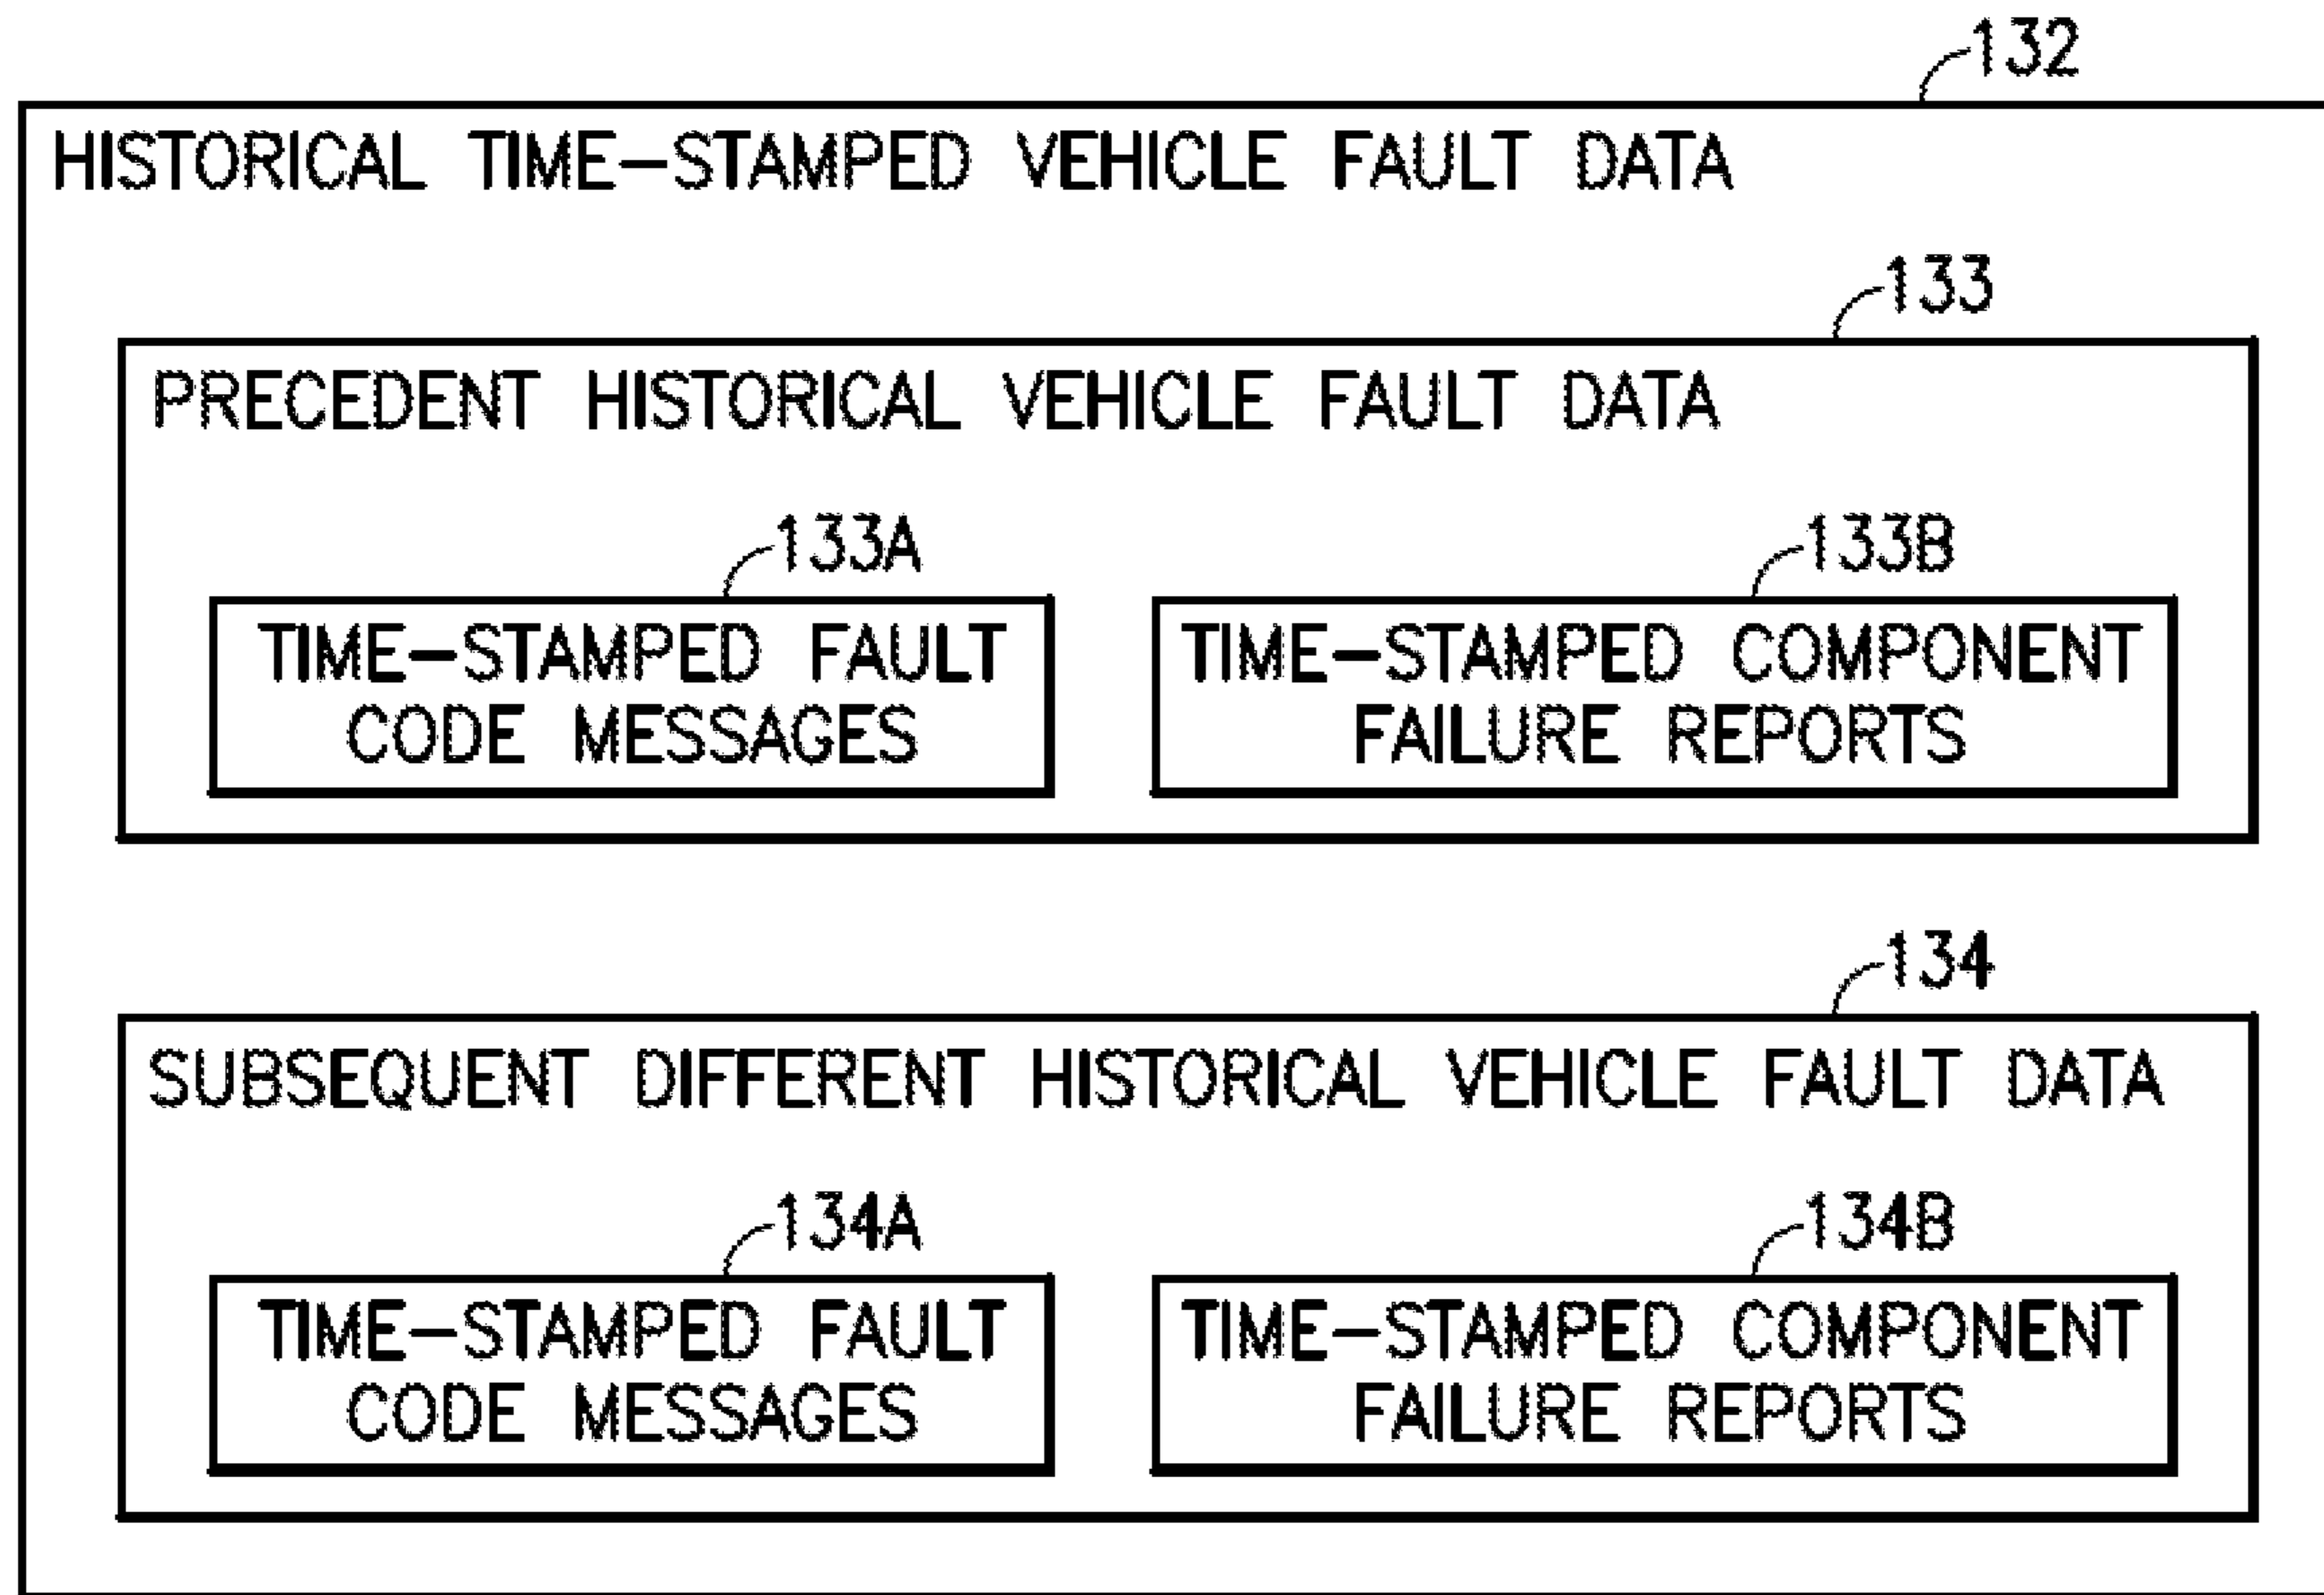 132
HISTORICAL TIME-STAMPED VEHICLE FAULT DATA
133
PRECEDENT HISTORICAL VEHICLE FAULT DATA
133A
133B
TIME-STAMPED FAULT
CODE MESSAGES
TIME-STAMPED COMPONENT
FAILURE REPORTS
134
SUBSEQUENT DIFFERENT HISTORICAL VEHICLE FAULT DATA
134A
134B
TIME-STAMPED FAULT
CODE MESSAGES
TIME-STAMPED COMPONENT
FAILURE REPORTS